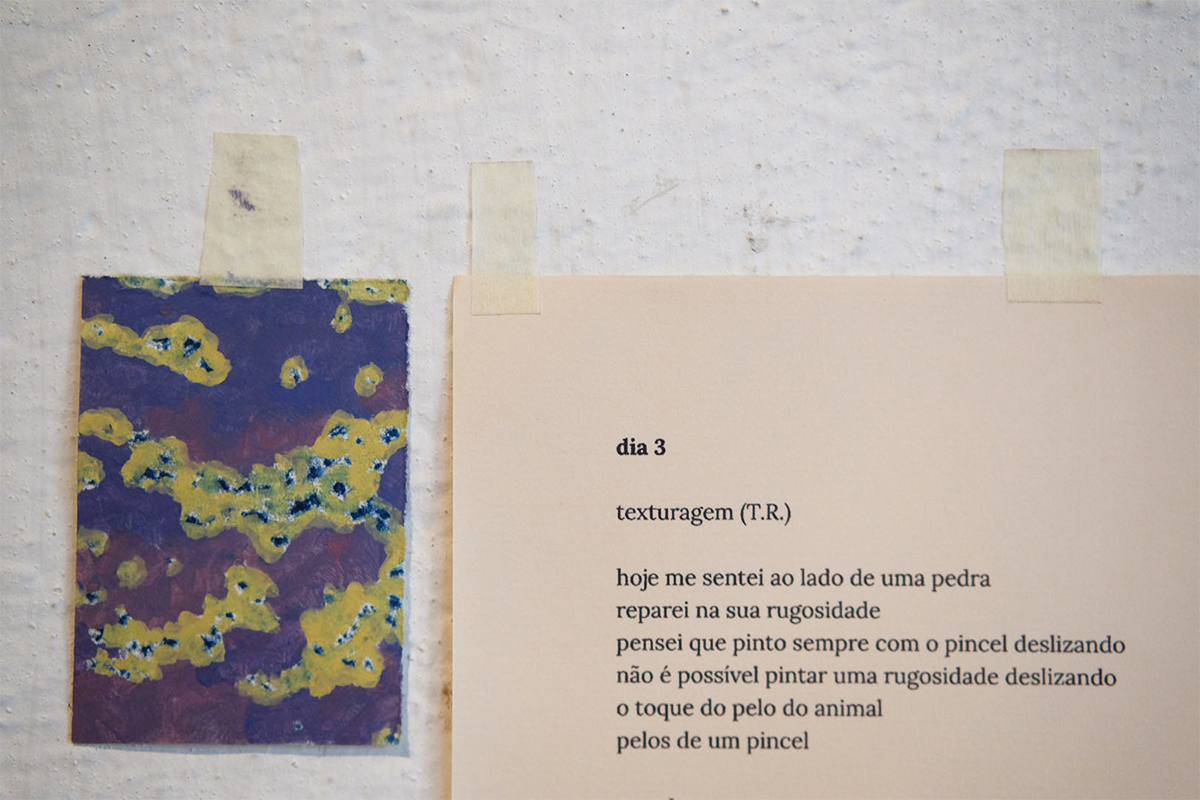 dia 3
texturagem (T.R.)
hoje me sentei ao lado de uma pedra
reparei na sua rugosidade
pensei que pinto sempre com o pincel deslizando
não é possível pintar uma rugosidade deslizando
o toque do pelo do animal
pelos de um pincel